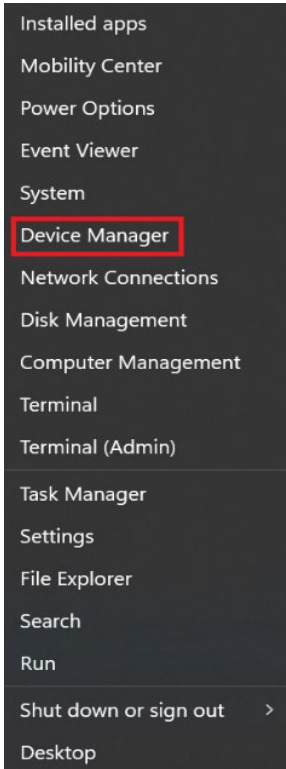 Installed apps
Mobility Center
Power Options
Event Viewer
System
Device Manager
Network Connections
Disk Management
Computer Management
Terminal
Terminal (Admin)
Task Manager
Settings
File Explorer
Search
Run
Shut down or sign out
Desktop